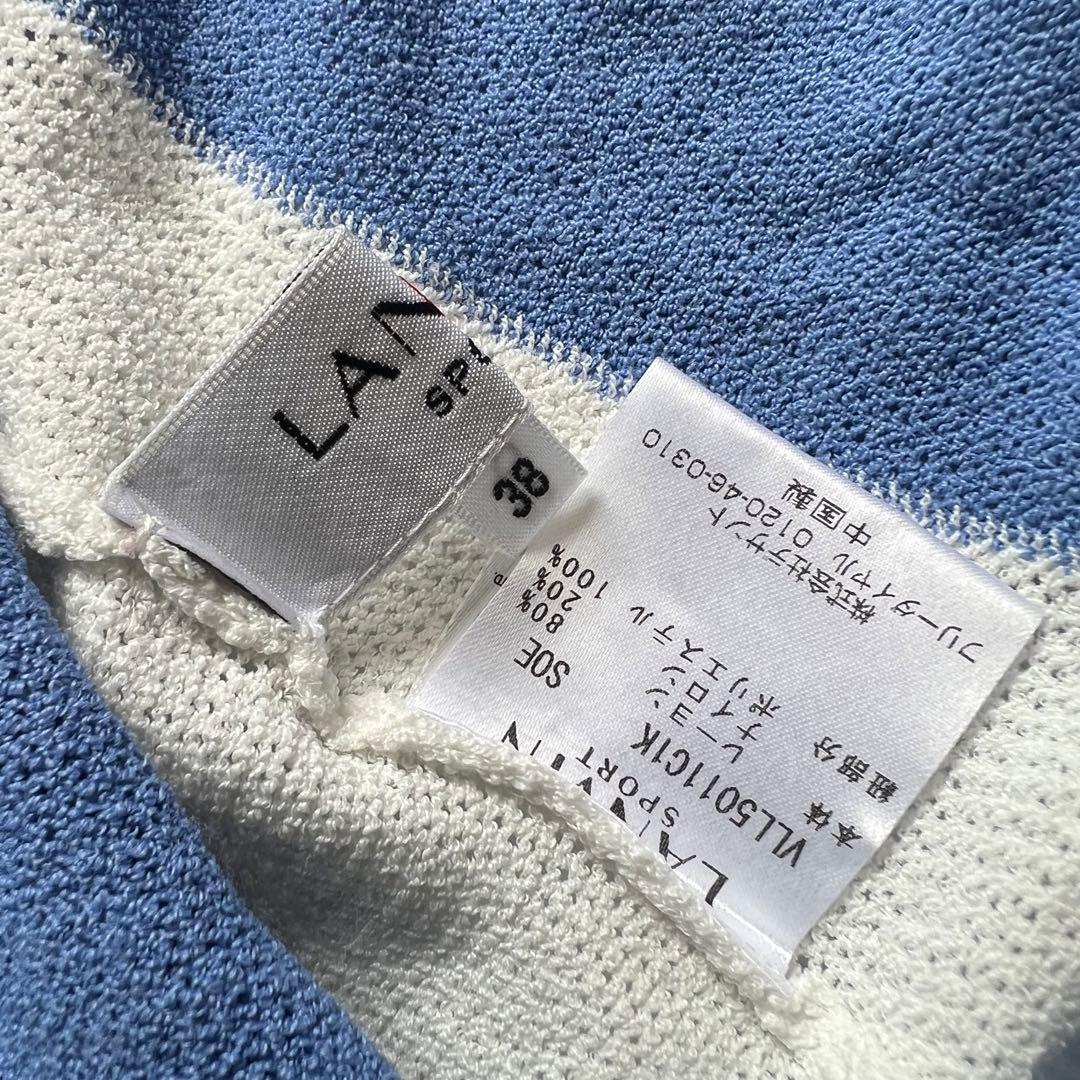 LAN
SP
38
LANVIN
SPORT
VLL5011C1K SOE
本体 レーヨン 80%
ナイロン 20%
紐部分 ポリエステル 100%
株式会社デサント
フリーダイヤル 0120-46-0310
中国製